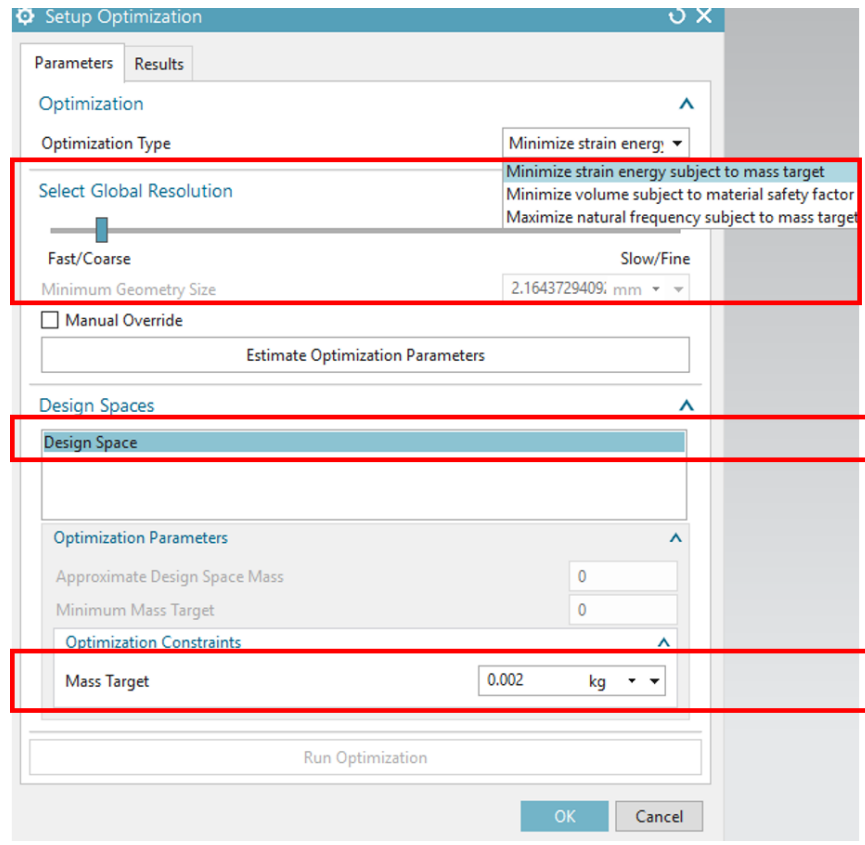 Setup Optimization
Parameters Results
Optimization
Optimization Type Minimize strain energy
Minimize strain energy subject to mass target
Select Global Resolution
Minimize volume subject to material safety factor
Maximize natural frequency subject to mass target
Fast/Coarse Slow/Fine
Minimum Geometry Size 2.1643729409 mm
Manual Override
Estimate Optimization Parameters
Design Spaces
Design Space
Optimization Parameters
Approximate Design Space Mass 0
Minimum Mass Target 0
Optimization Constraints
Mass Target 0.002 kg
Run Optimization
OK Cancel